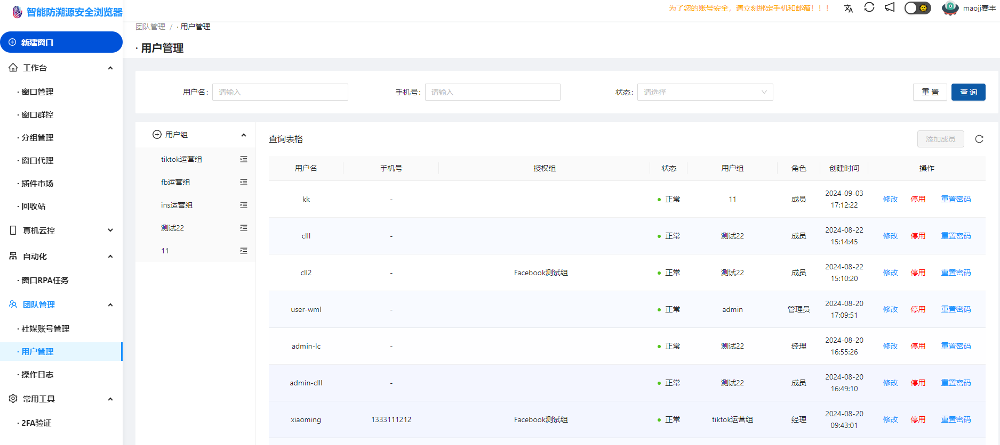 智能防溯源安全浏览器
为了您的账号安全，请立刻绑定手机和邮箱！！！
maojj赛丰
新建窗口
工作台
· 窗口管理
· 窗口群控
· 分组管理
· 窗口代理
· 插件市场
· 回收站
真机云控
自动化
· 窗口RPA任务
团队管理
· 社媒账号管理
· 用户管理
· 操作日志
常用工具
· 2FA验证
团队管理 / · 用户管理
· 用户管理
用户名: 请输入 手机号: 请输入 状态: 请选择 重 置 查 询
用户组
tiktok运营组
fb运营组
ins运营组
测试22
11
查询表格 添加成员
用户名 手机号 授权组 状态 用户组 角色 创建时间 操作
kk - 正常 11 成员 2024-09-03 17:12:22 修改 停用 重置密码
clll - 正常 测试22 成员 2024-08-22 15:14:45 修改 停用 重置密码
cll2 - Facebook测试组 正常 测试22 成员 2024-08-22 15:10:20 修改 停用 重置密码
user-wml - 正常 admin 管理员 2024-08-20 17:09:51 修改 停用 重置密码
admin-lc - 正常 测试22 经理 2024-08-20 16:55:26 修改 停用 重置密码
admin-clll - 正常 测试22 成员 2024-08-20 16:49:10 修改 停用 重置密码
xiaoming 1333111212 Facebook测试组 正常 tiktok运营组 经理 2024-08-20 09:43:01 修改 停用 重置密码